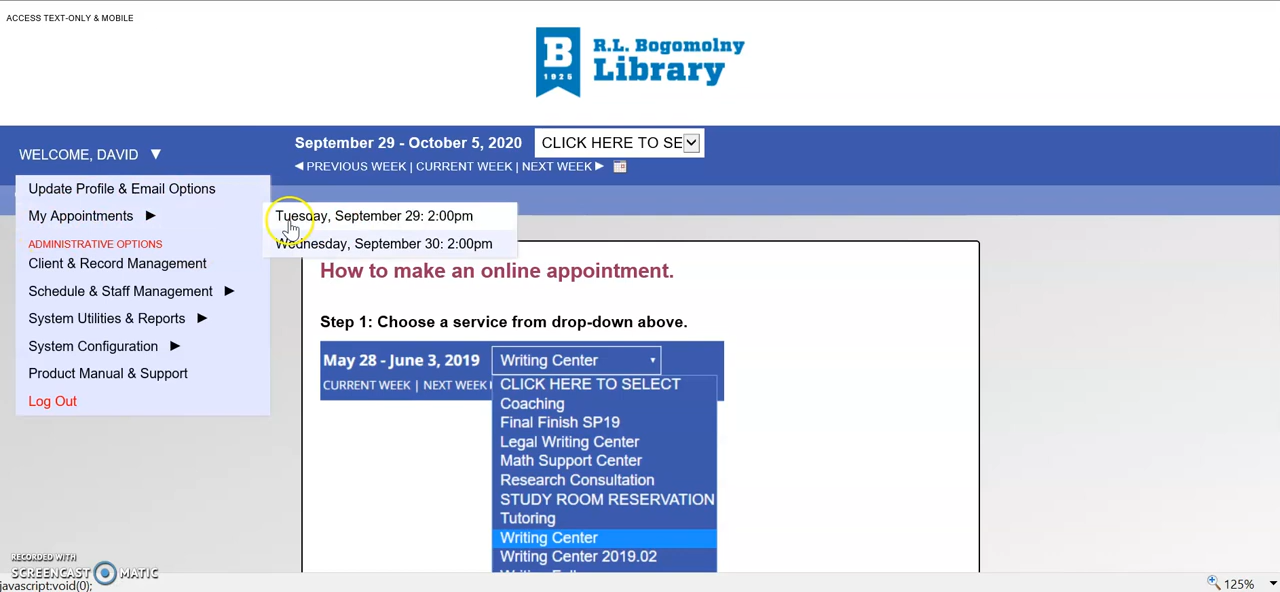 ACCESS TEXT-ONLY & MOBILE
B
1925
R.L. Bogomolny
Library
WELCOME, DAVID ▼
September 29 - October 5, 2020
CLICK HERE TO SE
◀ PREVIOUS WEEK | CURRENT WEEK | NEXT WEEK ▶
Update Profile & Email Options
My Appointments ▶
Tuesday, September 29: 2:00pm
Wednesday, September 30: 2:00pm
ADMINISTRATIVE OPTIONS
Client & Record Management
Schedule & Staff Management ▶
System Utilities & Reports ▶
System Configuration ▶
Product Manual & Support
Log Out
How to make an online appointment.
Step 1: Choose a service from drop-down above.
May 28 - June 3, 2019
Writing Center
CURRENT WEEK | NEXT WEEK
CLICK HERE TO SELECT
Coaching
Final Finish SP19
Legal Writing Center
Math Support Center
Research Consultation
STUDY ROOM RESERVATION
Tutoring
Writing Center
Writing Center 2019.02
RECORDED WITH
SCREENCAST MATIC
javascript:void(0);
125%